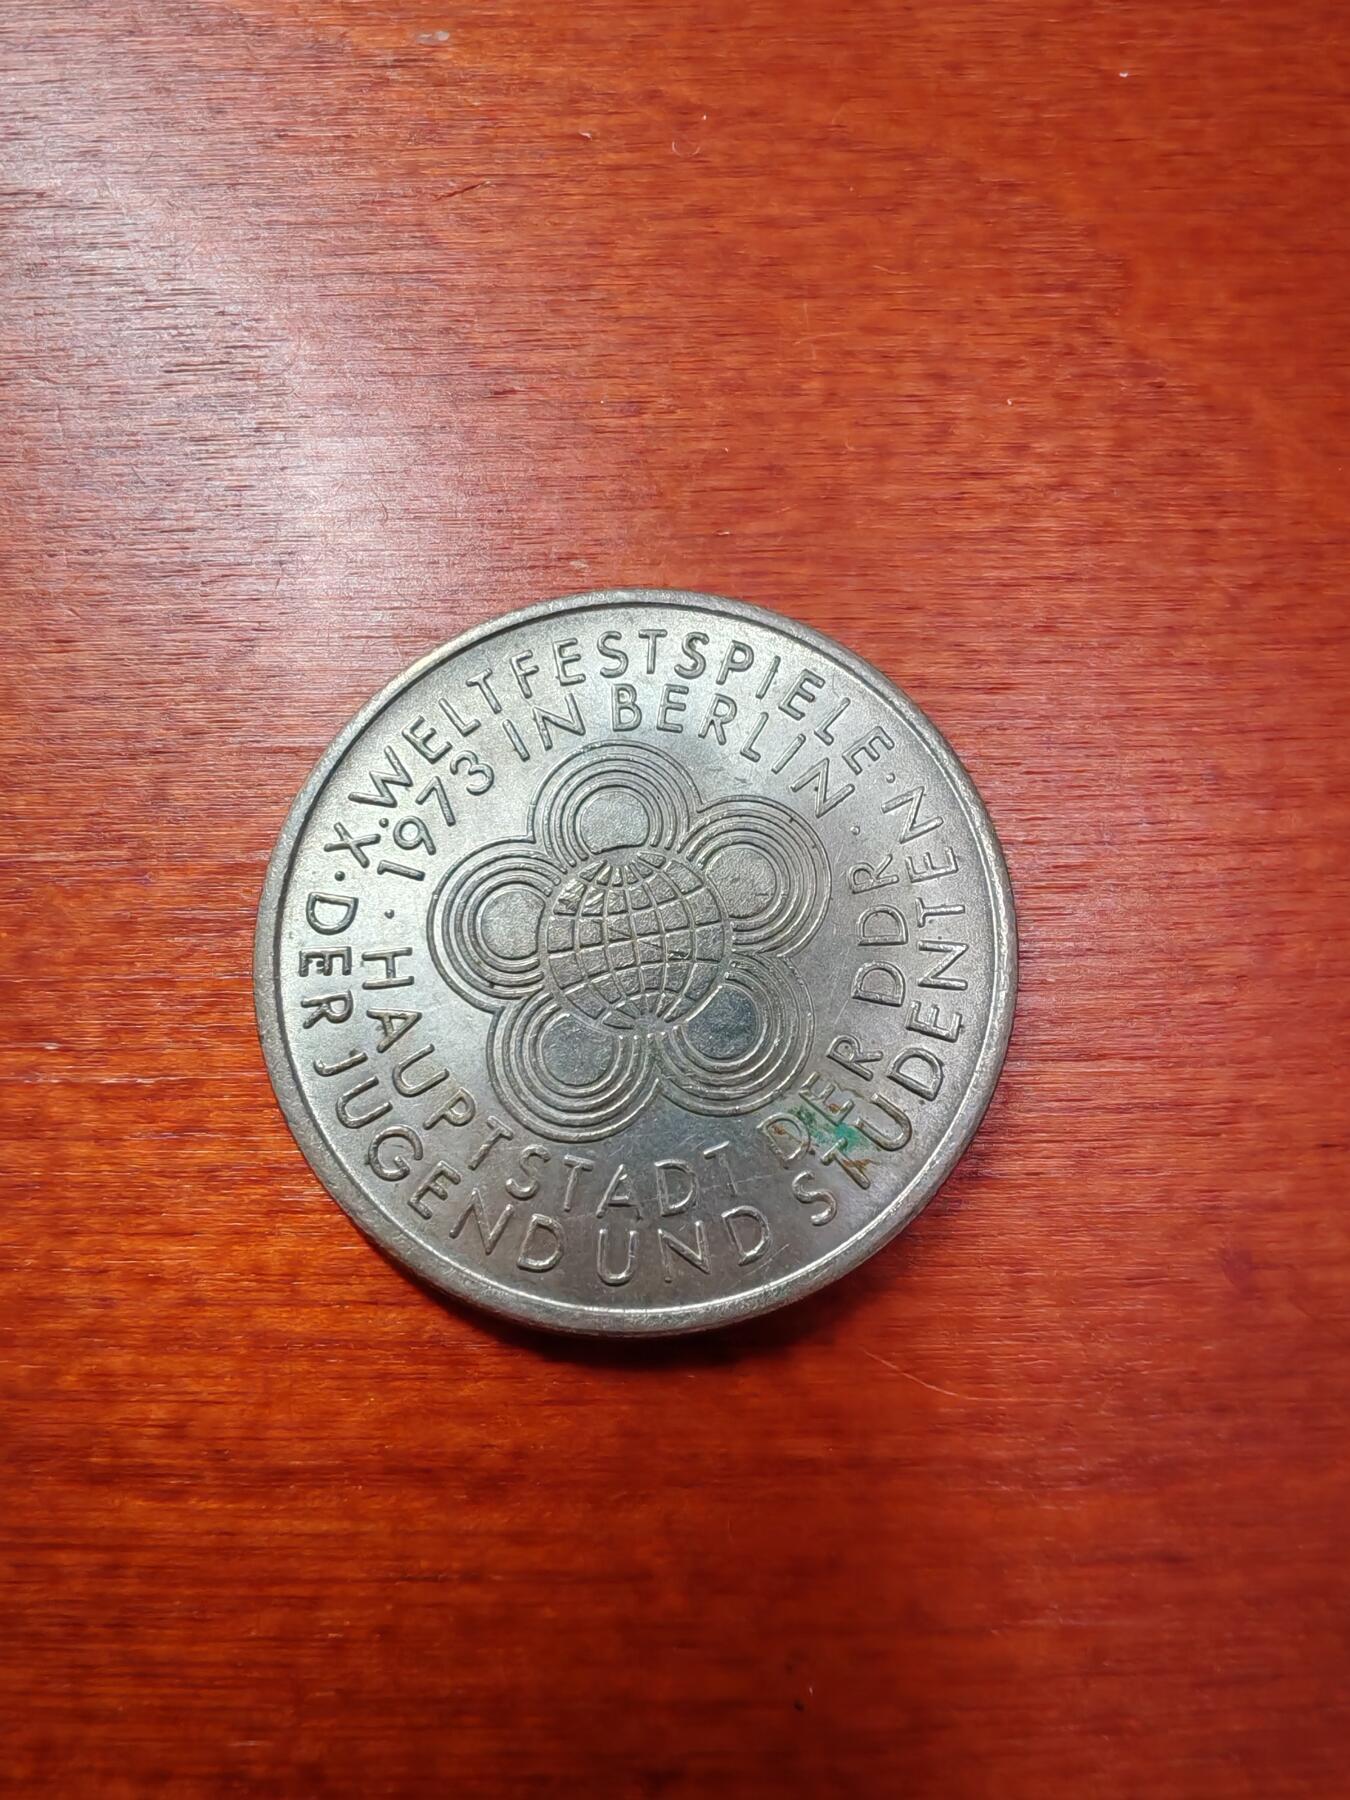 X. WELTFESTSPIELE
· DER JUGEND UND STUDENTEN ·
1973 IN BERLIN
· HAUPTSTADT DER DDR ·